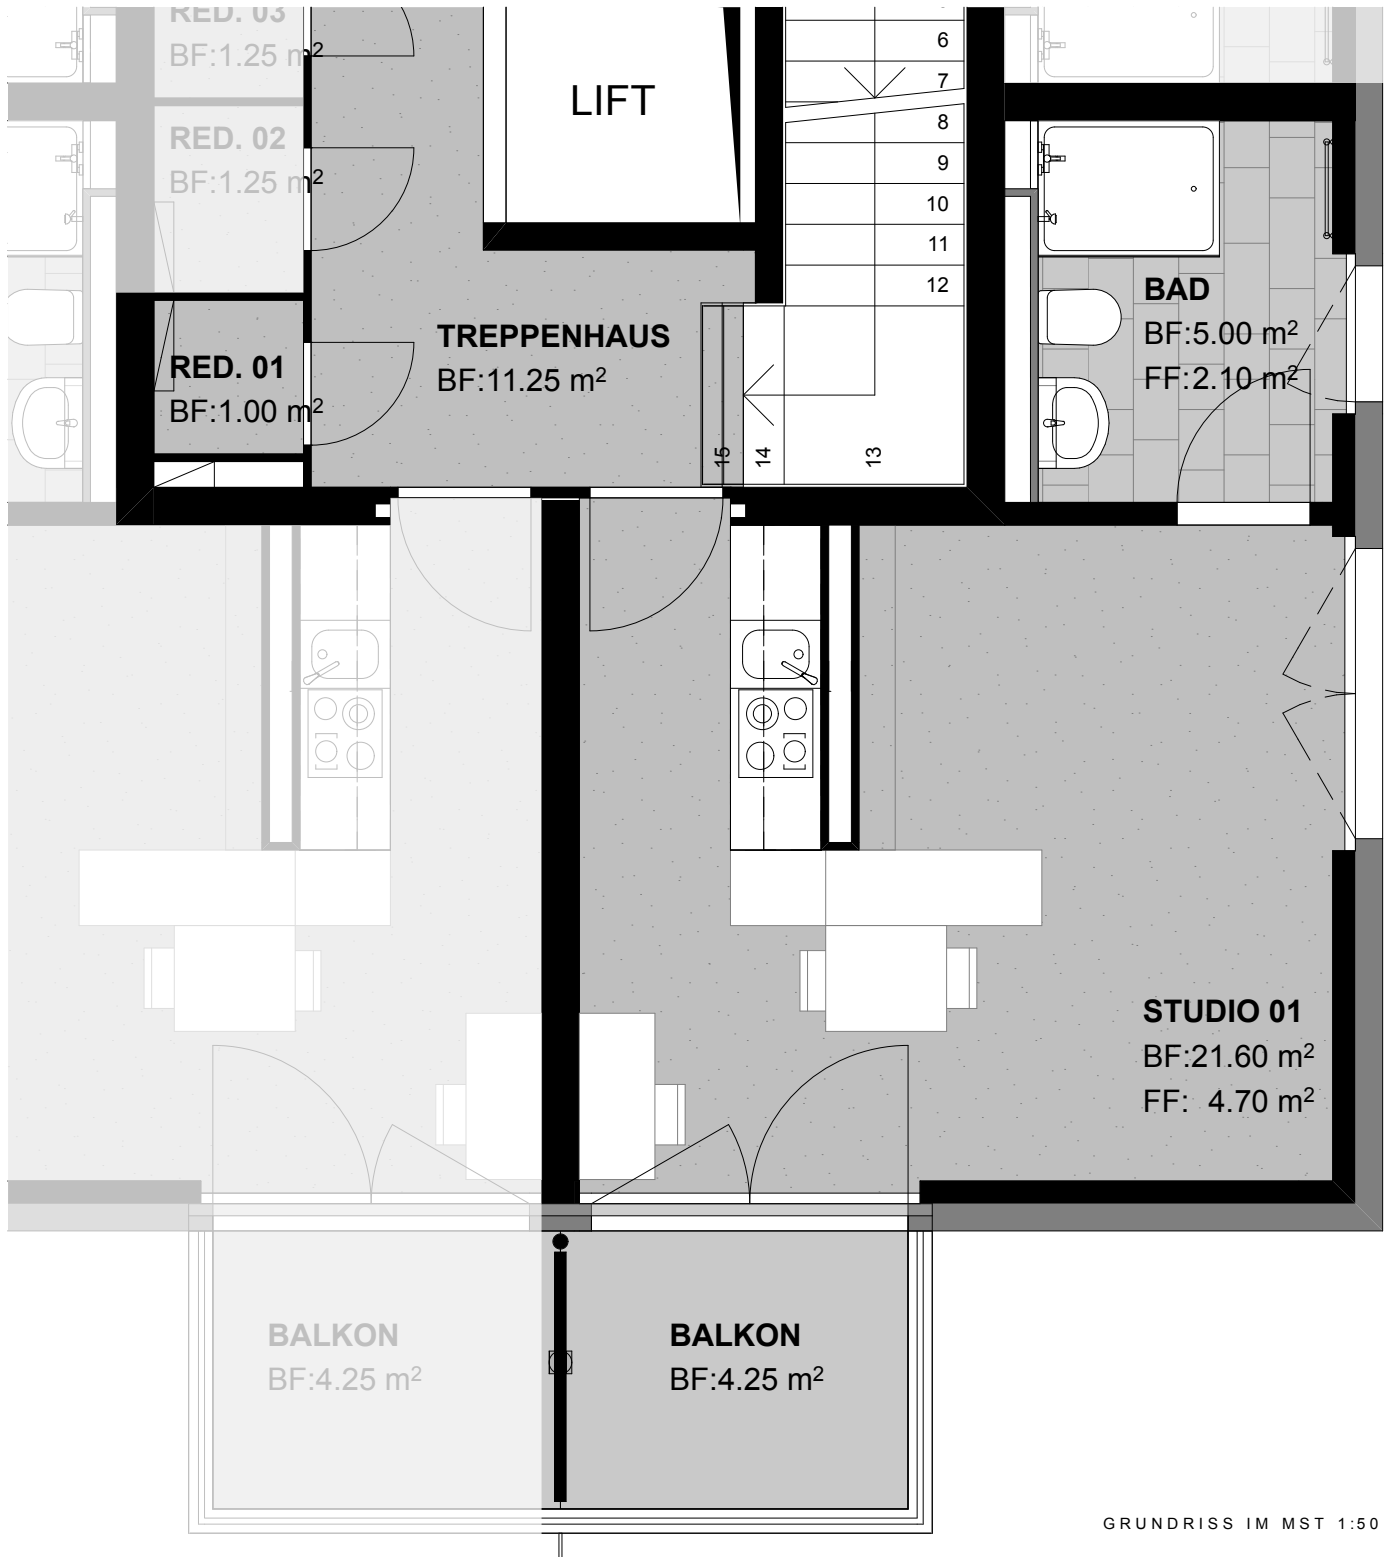 RED. 03
BF:1.25 m²
LIFT
6
7
8
9
10
11
12
RED. 02
BF:1.25 m²
BAD
BF:5.00 m²
FF:2.10 m²
TREPPENHAUS
BF:11.25 m²
RED. 01
BF:1.00 m²
15
14
13
STUDIO 01
BF:21.60 m²
FF: 4.70 m²
BALKON
BF:4.25 m²
BALKON
BF:4.25 m²
GRUNDRISS IM MST 1:50